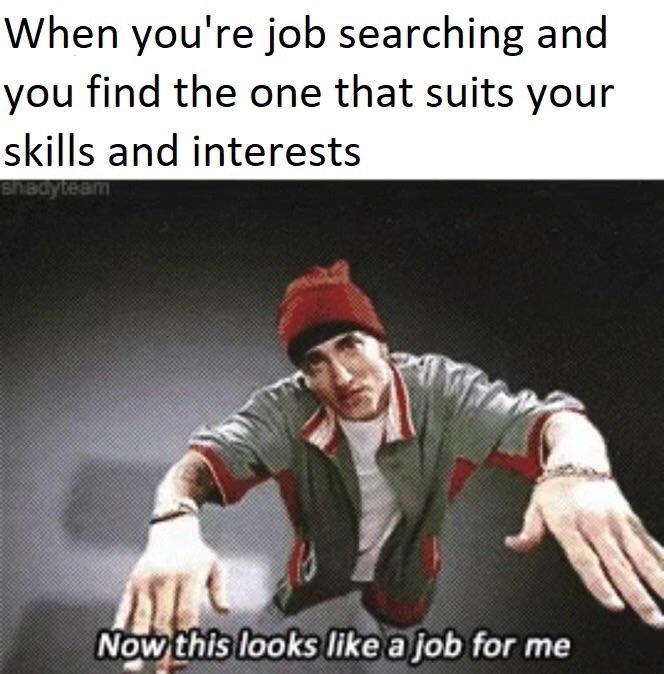 When you're job searching and
you find the one that suits your
skills and interests
shadyteam
Now this looks like a job for me